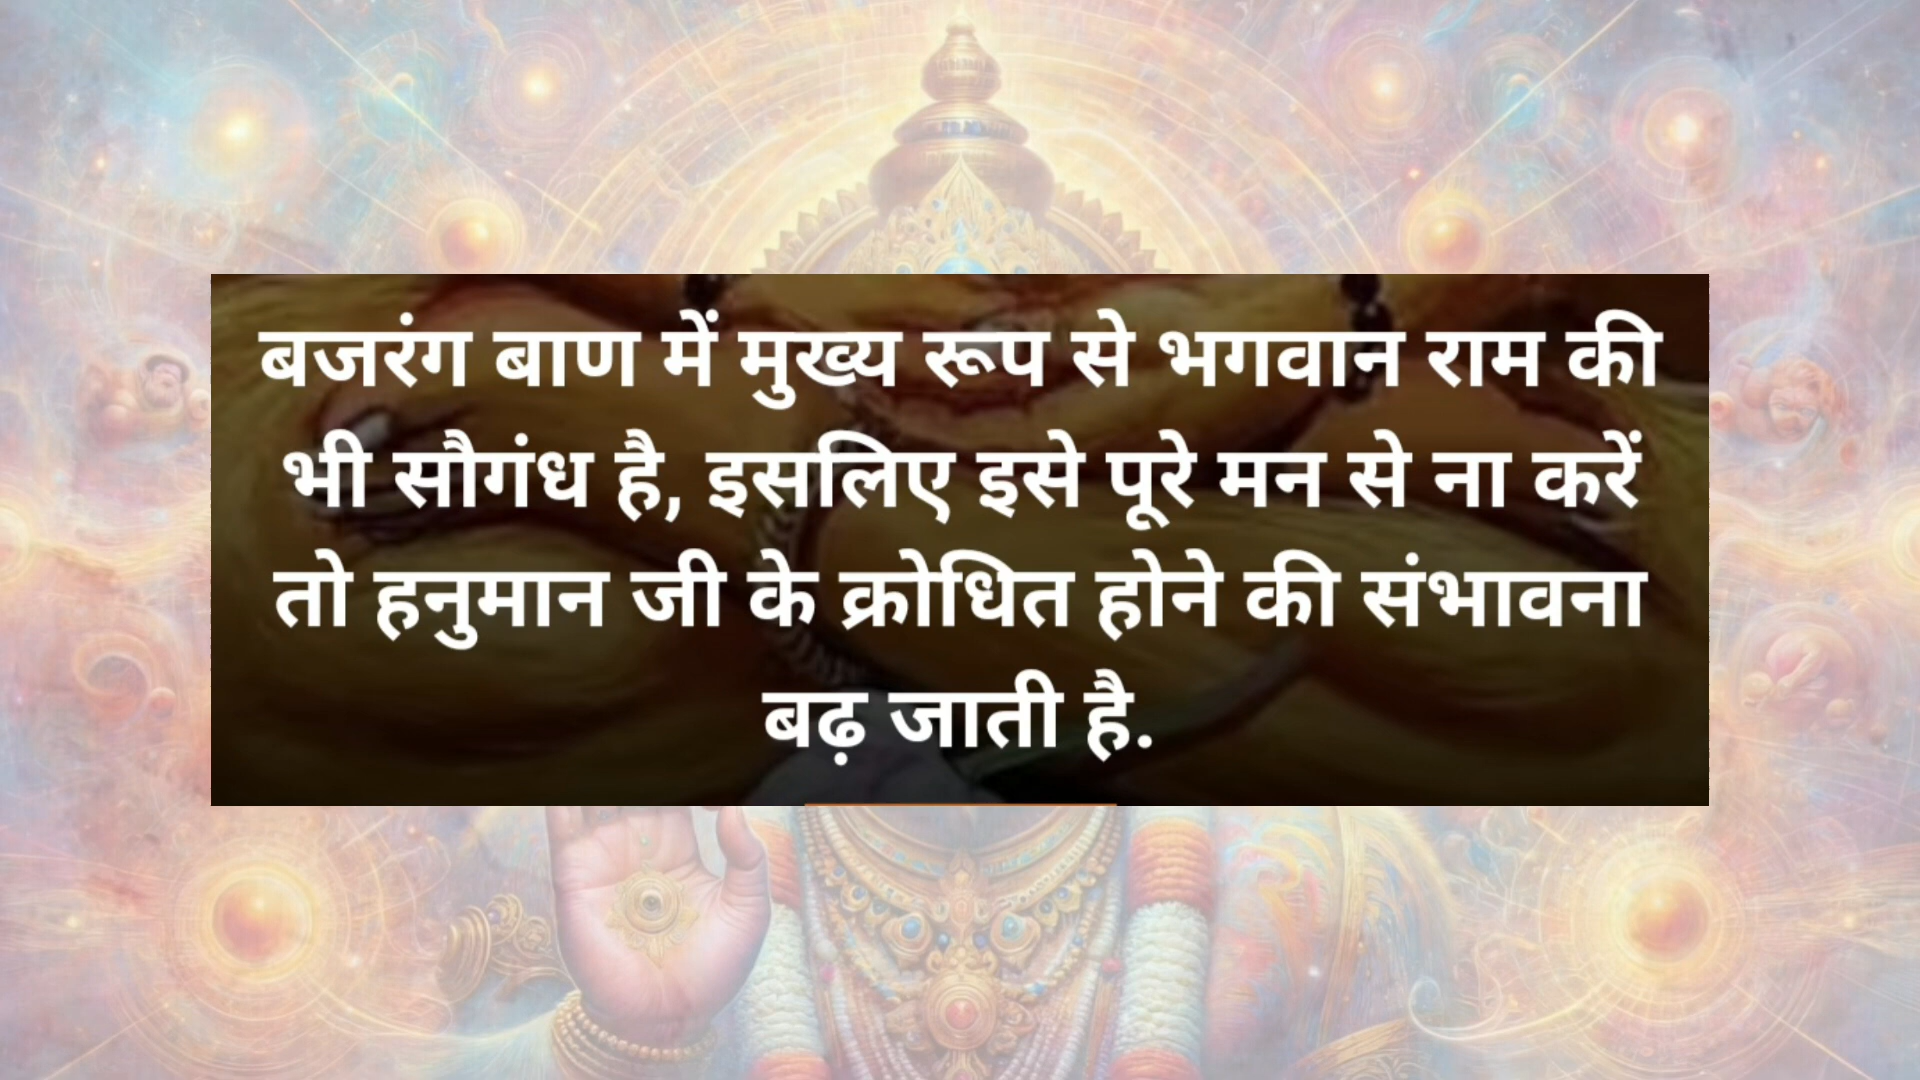 बजरंग बाण में मुख्य रूप से भगवान राम की
भी सौगंध है, इसलिए इसे पूरे मन से ना करें
तो हनुमान जी के क्रोधित होने की संभावना
बढ़ जाती है.